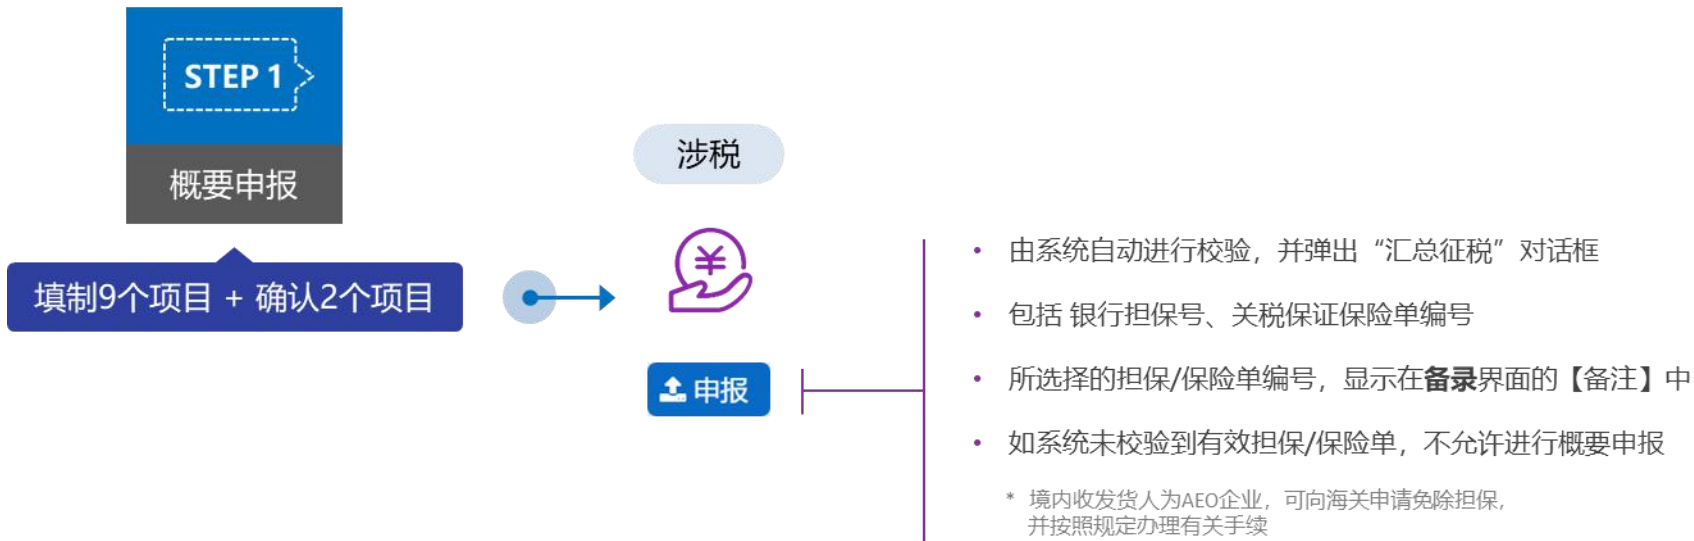 STEP 1
概要申报
填制9个项目 + 确认2个项目
涉税
¥
申报
• 由系统自动进行校验，并弹出“汇总征税”对话框
• 包括 银行担保号、关税保证保险单编号
• 所选择的担保/保险单编号，显示在备录界面的【备注】中
• 如系统未校验到有效担保/保险单，不允许进行概要申报
* 境内收发货人为AEO企业，可向海关申请免除担保，
并按照规定办理有关手续